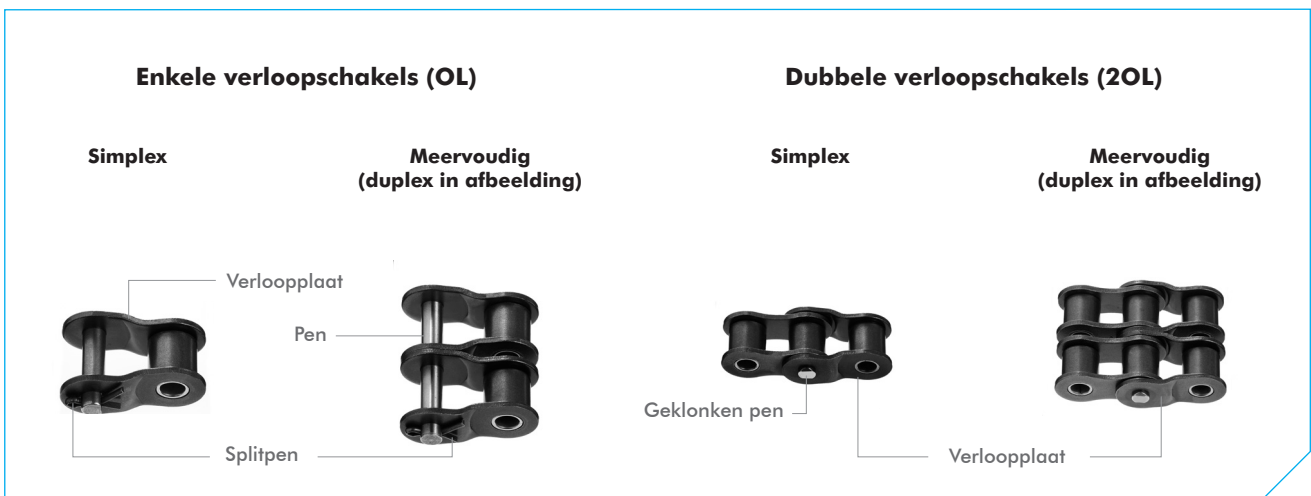 Enkele verloopschakels (OL)
Dubbele verloopschakels (2OL)
Simplex
Meervoudig
(duplex in afbeelding)
Simplex
Meervoudig
(duplex in afbeelding)
Verloopplaat
Pen
Splitpen
Geklonken pen
Verloopplaat